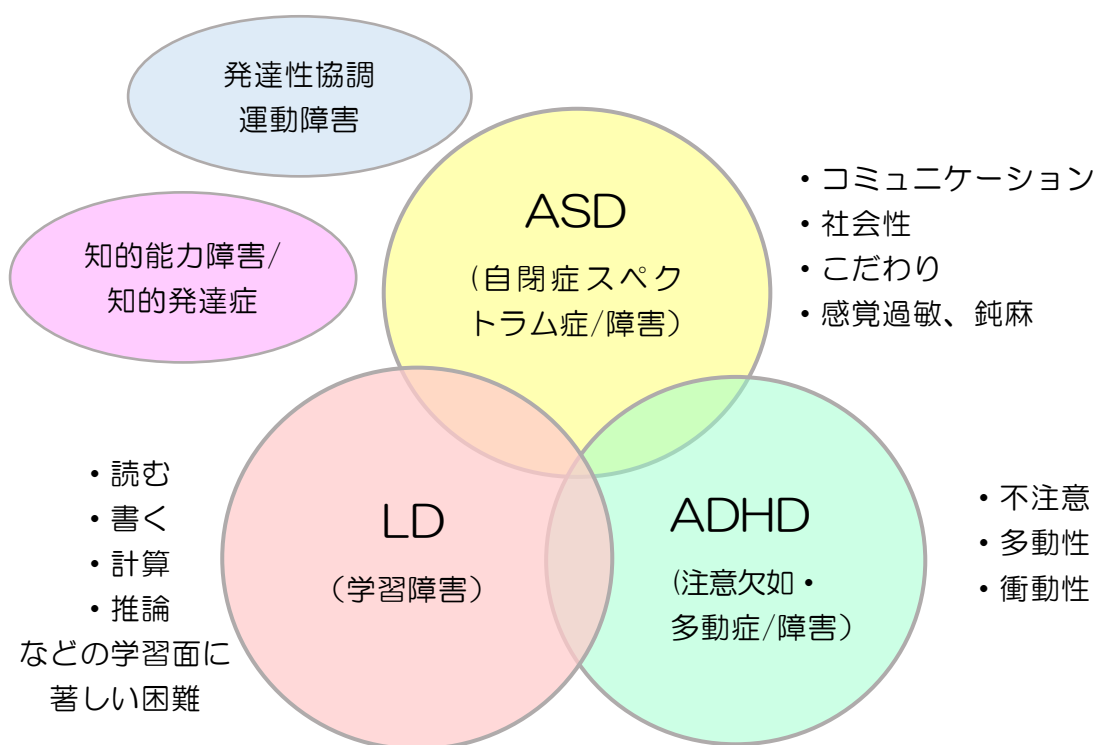 発達性協調
運動障害
知的能力障害/
知的発達症
ASD
(自閉症スペク
トラム症/障害）
・コミュニケーション
・社会性
・こだわり
・感覚過敏、鈍麻
・読む
・書く
・計算
・推論
などの学習面に
著しい困難
LD
（学習障害）
ADHD
(注意欠如・
多動症/障害）
・不注意
・多動性
・衝動性